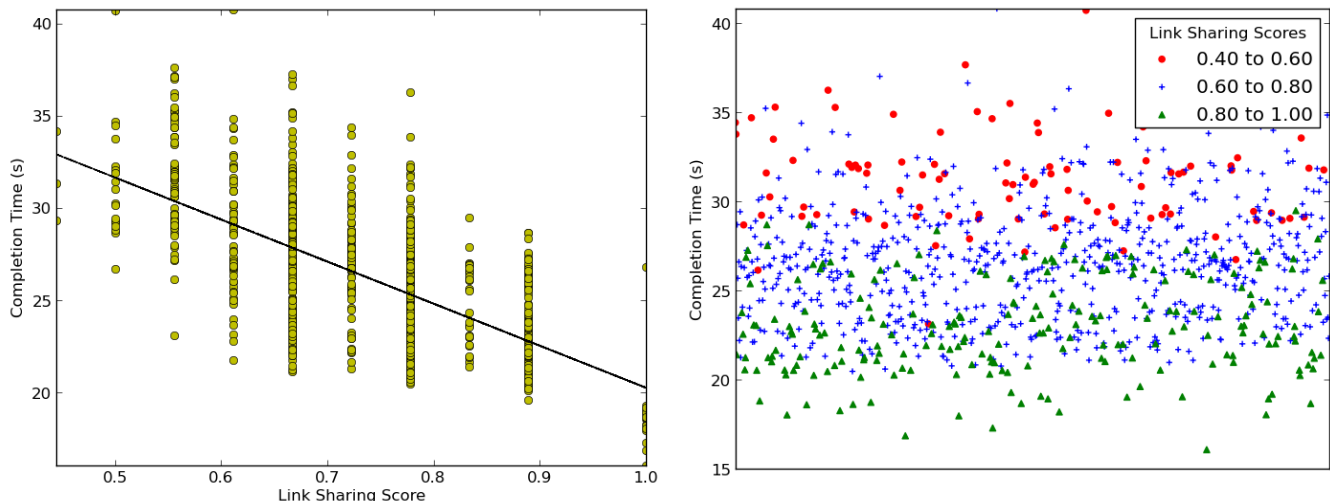 40
35
30
25
20
Completion Time (s)
0.5 0.6 0.7 0.8 0.9 1.0
Link Sharing Score
40
35
30
25
20
15
Completion Time (s)
Link Sharing Scores
0.40 to 0.60
0.60 to 0.80
0.80 to 1.00